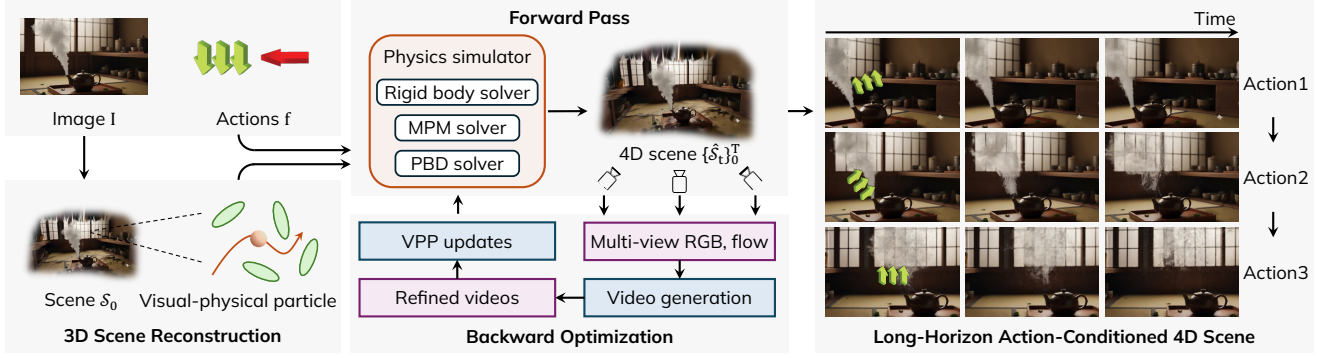 Image I
Actions f
Scene 𝒮₀
Visual-physical particle
3D Scene Reconstruction
Forward Pass
Physics simulator
Rigid body solver
MPM solver
PBD solver
4D scene {𝒮̂ₜ}₀ᵀ
VPP updates
Multi-view RGB, flow
Refined videos
Video generation
Backward Optimization
Time
Action1
Action2
Action3
Long-Horizon Action-Conditioned 4D Scene